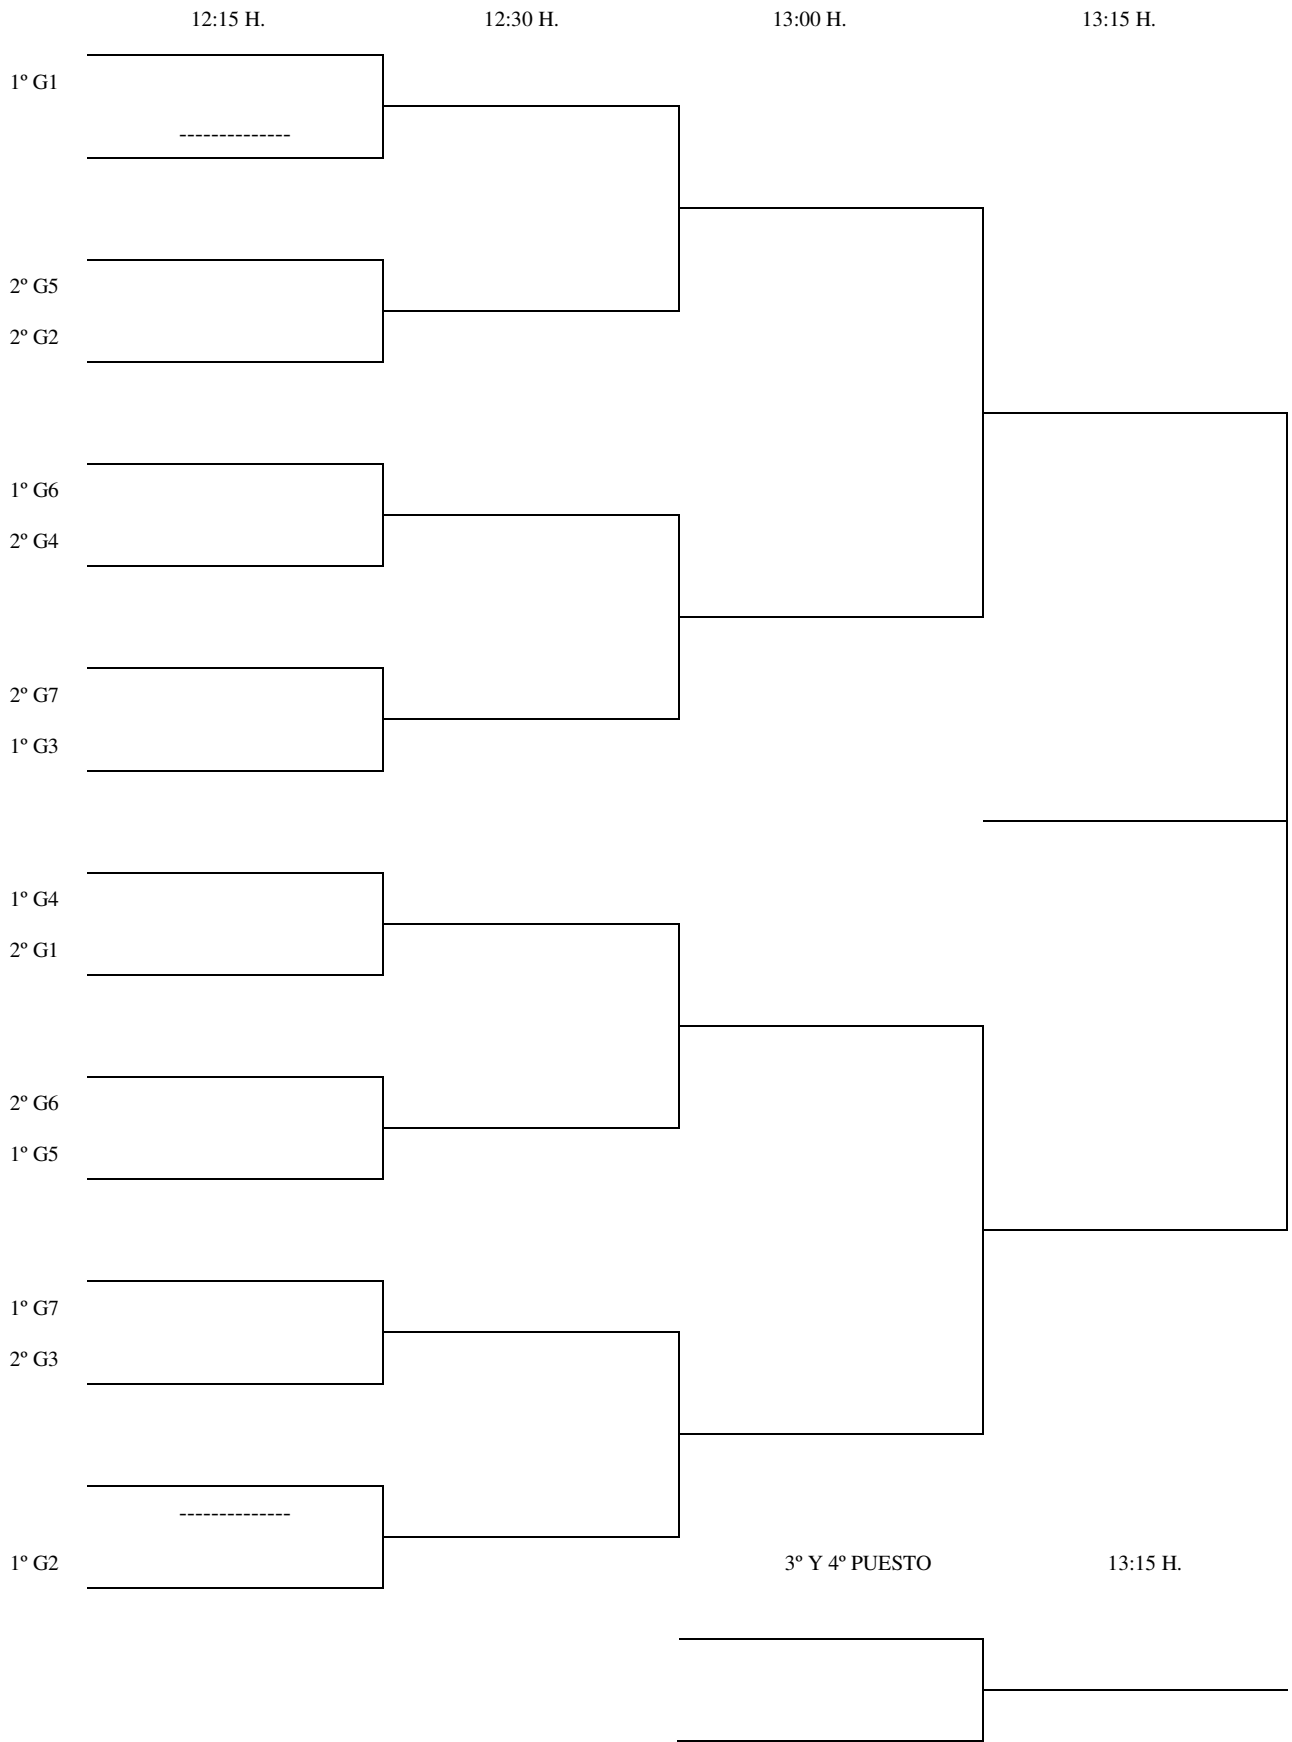 12:15 H. 12:30 H. 13:00 H. 13:15 H.
1º G1
--------------
2º G5
2º G2
1º G6
2º G4
2º G7
1º G3
1º G4
2º G1
2º G6
1º G5
1º G7
2º G3
--------------
1º G2 3º Y 4º PUESTO 13:15 H.